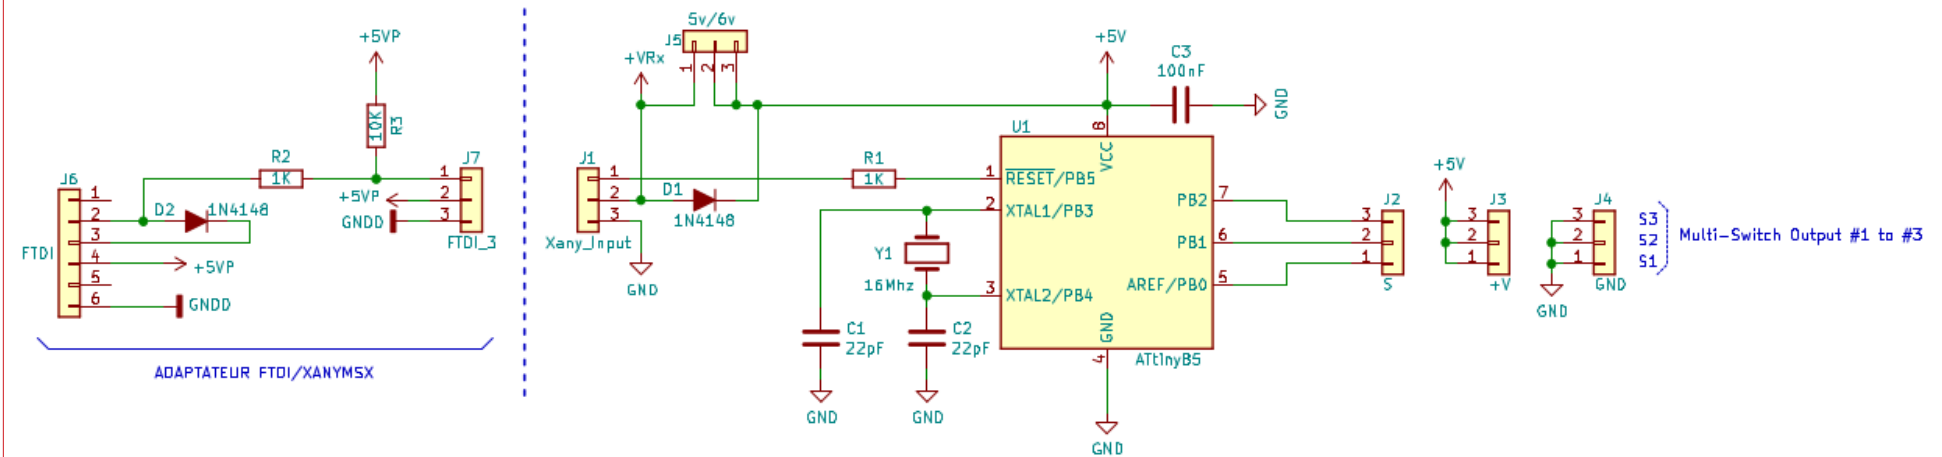 +5VP
10K
R3
R2
1K
J6
1
2
3
4
5
6
FTDI
D2
1N4148
+5VP
GNDD
J7
1
2
3
+5VP
GNDD
FTDI_3
ADAPTATEUR FTDI/XANYMSX
5v/6v
J5
1
2
3
+VRx
J1
1
2
3
Xany_Input
GND
D1
1N4148
R1
1K
+5V
C3
100nF
GND
U1
8
VCC
1
RESET/PB5
2
XTAL1/PB3
3
XTAL2/PB4
PB2
7
PB1
6
AREF/PB0
5
GND
4
ATtiny85
GND
Y1
16Mhz
C1
22pF
GND
C2
22pF
GND
J2
3
2
1
S
+5V
J3
3
2
1
+V
J4
3
2
1
GND
GND
S3
S2
S1
Multi-Switch Output #1 to #3